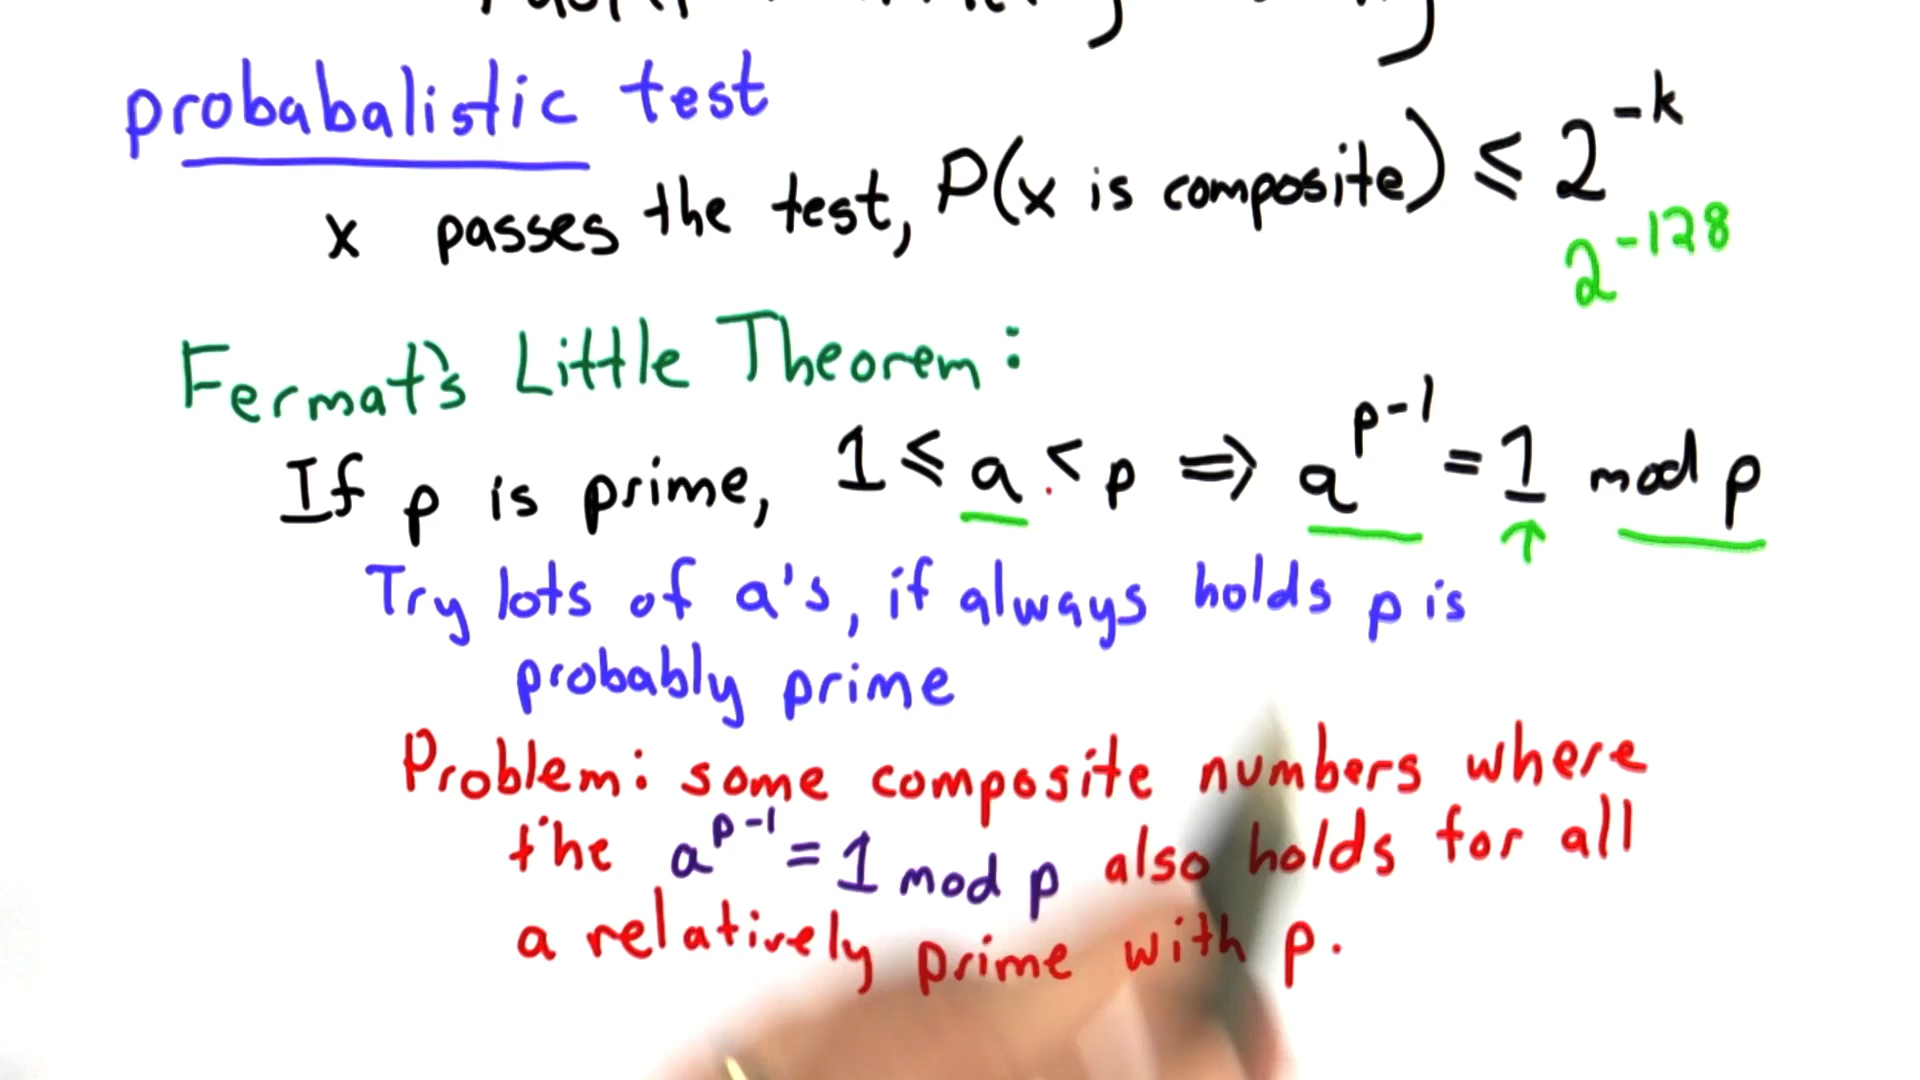 probabalistic test
x passes the test, P(x is composite) ≤ 2^-k
2^-128
Fermat's Little Theorem:
If p is prime, 1 ≤ a < p ⇒ a^p-1 = 1 mod p
Try lots of a's, if always holds p is
probably prime
Problem: some composite numbers where
the a^p-1 = 1 mod p also holds for all
a relatively prime with p.